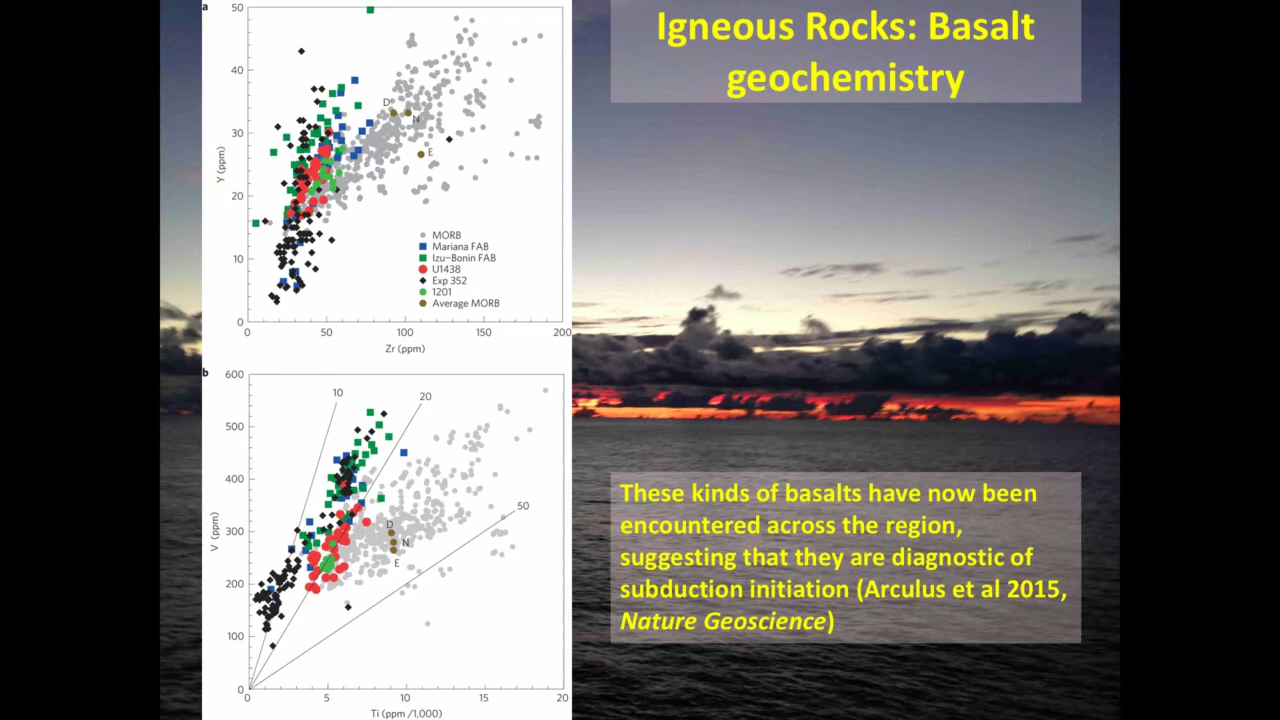 a
50
40
30
20
10
0
Y (ppm)
D
N
E
MORB
Mariana FAB
Izu−Bonin FAB
U1438
Exp 352
1201
Average MORB
0 50 100 150 200
Zr (ppm)
b
600
500
400
300
200
100
0
V (ppm)
10
20
50
D
N
E
0 5 10 15 20
Ti (ppm /1,000)
Igneous Rocks: Basalt
geochemistry
These kinds of basalts have now been
encountered across the region,
suggesting that they are diagnostic of
subduction initiation (Arculus et al 2015,
Nature Geoscience)